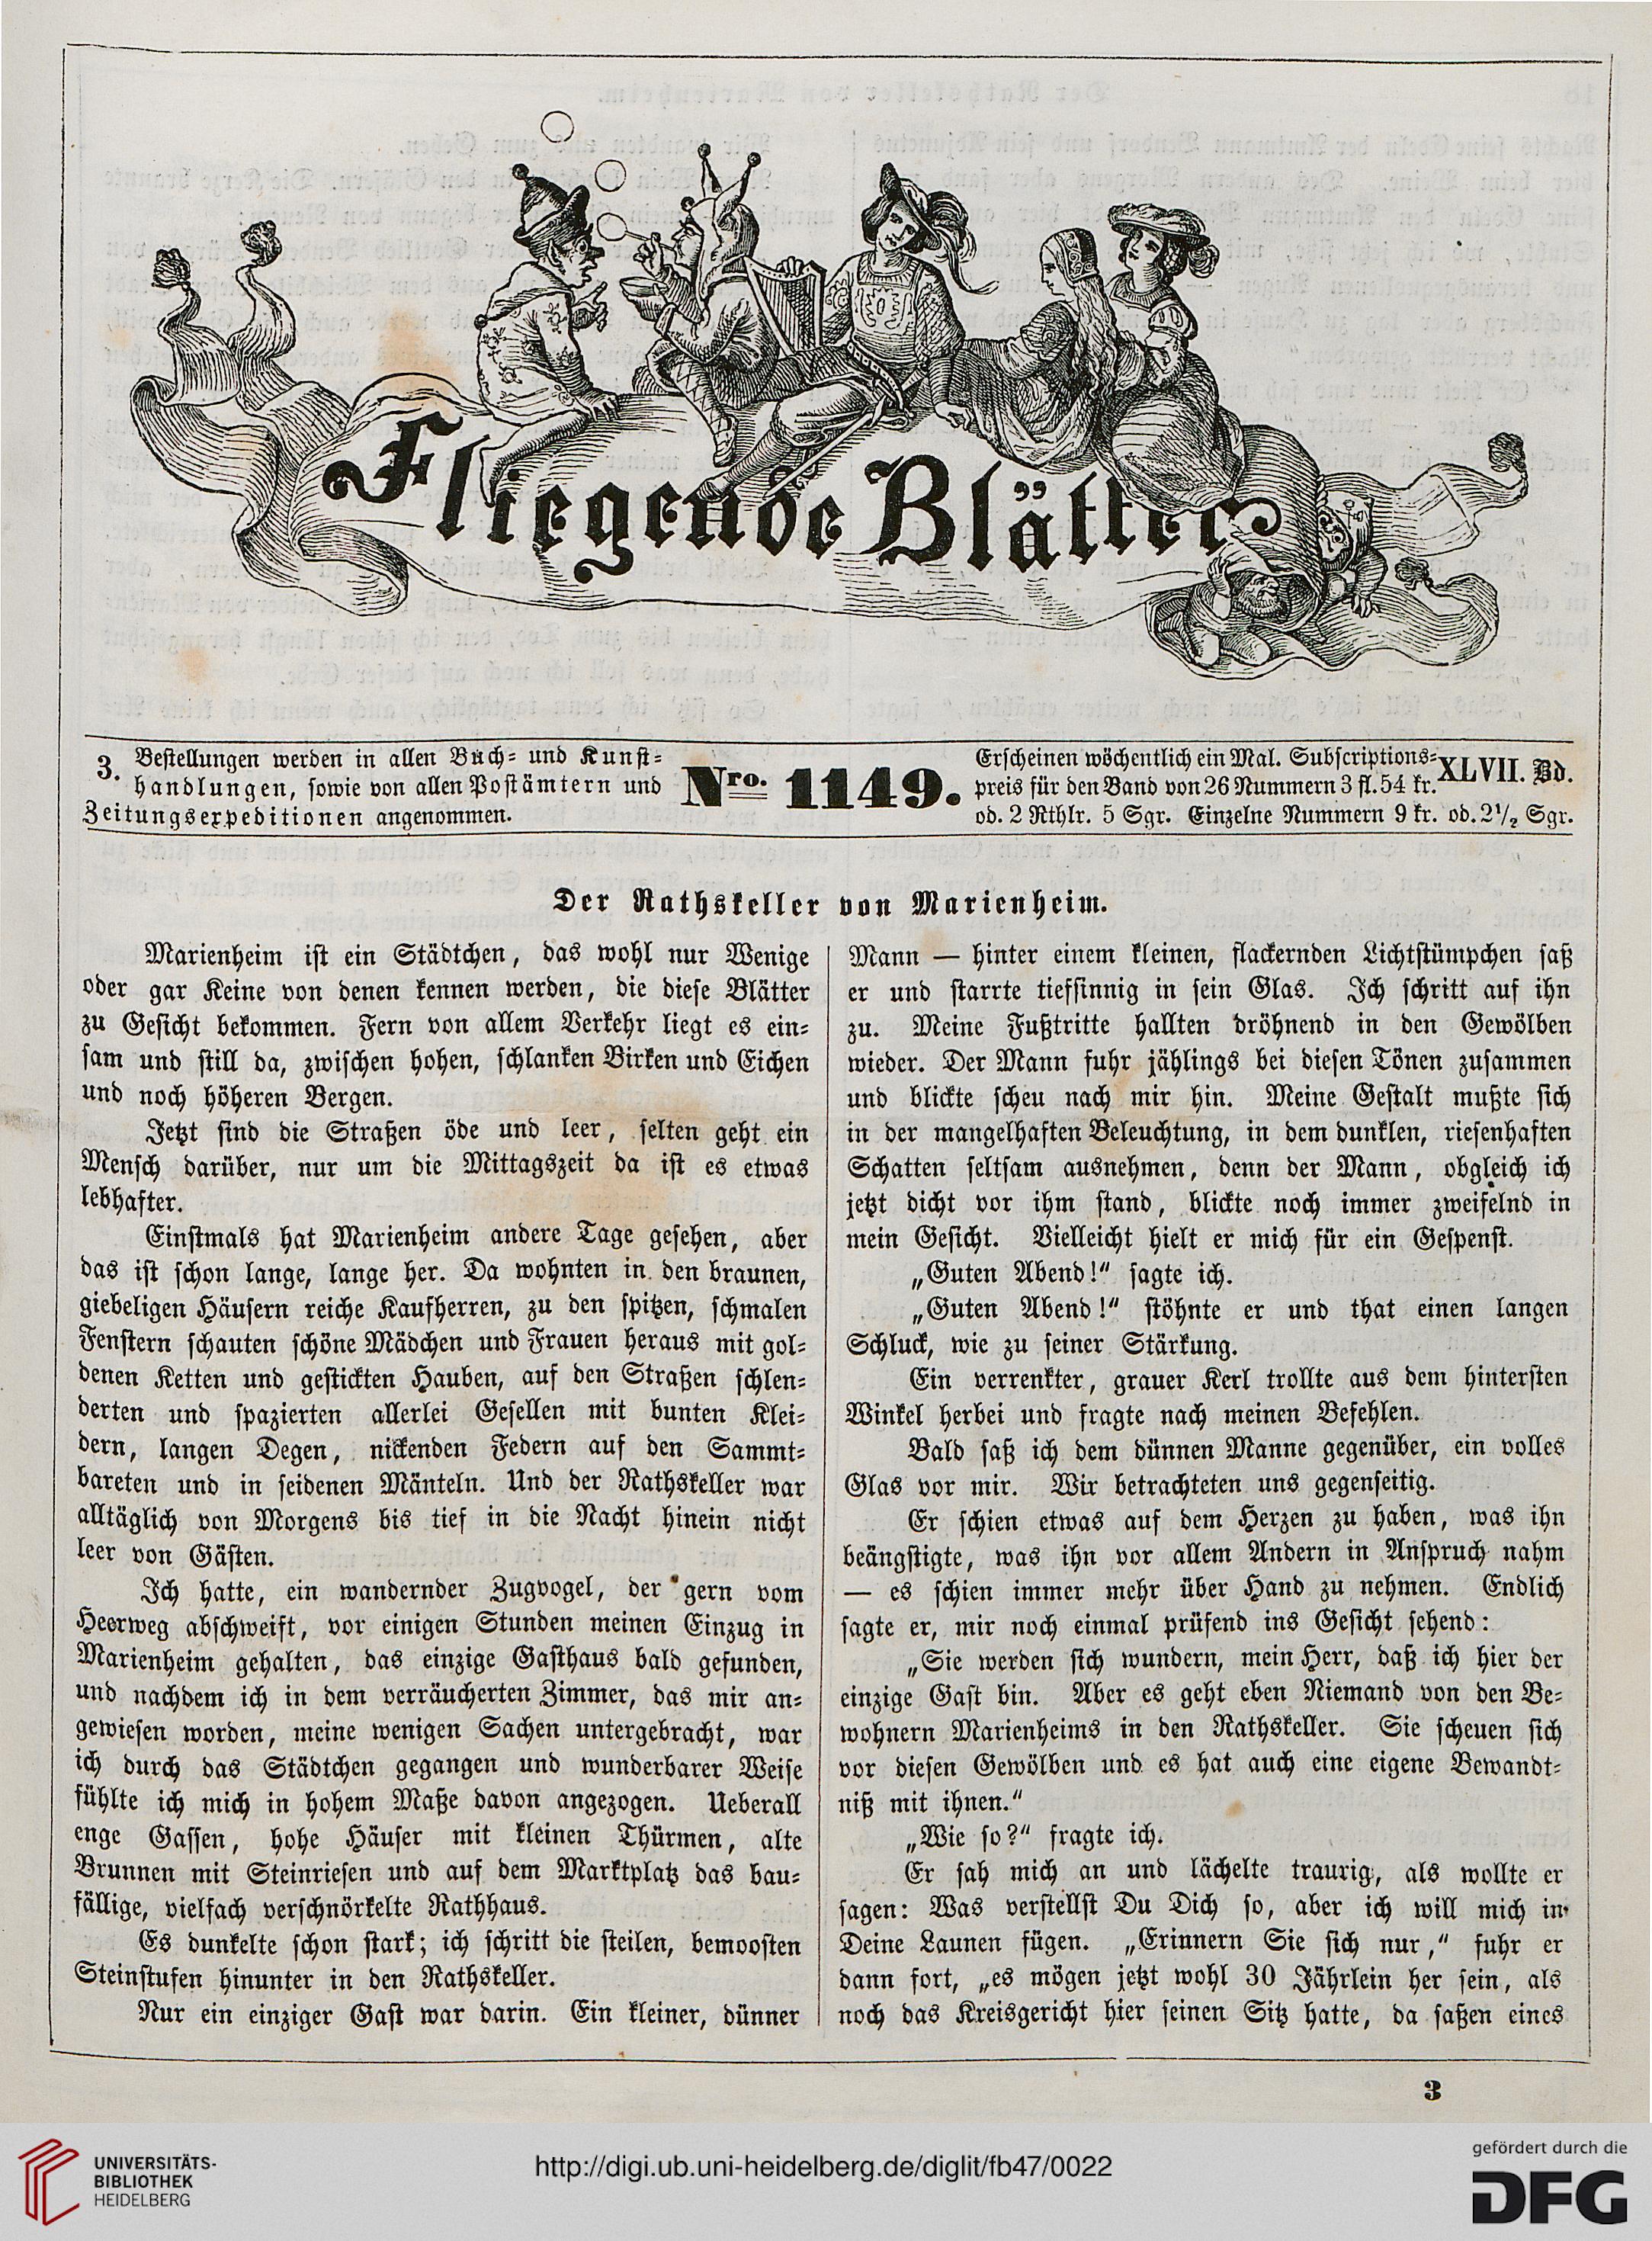 Fliegende Blätter
3. Bestellungen werden in allen Buch- und Kunst-
handlungen, sowie von allen Postämtern und
Zeitungsexpeditionen angenommen.
Nro. 1149.
Erscheinen wöchentlich ein Mal. Subscriptions-
preis für den Band von 26 Nummern 3 fl. 54 kr.
od. 2 Rthlr. 5 Sgr. Einzelne Nummern 9 kr. od. 2½ Sgr.
XLVII. Bd.
Der Rathskeller von Marienheim.
Marienheim ist ein Städtchen, das wohl nur Wenige
oder gar Keine von denen kennen werden, die diese Blätter
zu Gesicht bekommen. Fern von allem Verkehr liegt es ein-
sam und still da, zwischen hohen, schlanken Birken und Eichen
und noch höheren Bergen.
Jetzt sind die Straßen öde und leer, selten geht ein
Mensch darüber, nur um die Mittagszeit da ist es etwas
lebhafter.
Einstmals hat Marienheim andere Tage gesehen, aber
das ist schon lange, lange her. Da wohnten in den braunen,
giebeligen Häusern reiche Kaufherren, zu den spitzen, schmalen
Fenstern schauten schöne Mädchen und Frauen heraus mit gol-
denen Ketten und gestickten Hauben, auf den Straßen schlen-
derten und spazierten allerlei Gesellen mit bunten Klei-
dern, langen Degen, nickenden Federn auf den Sammt-
bareten und in seidenen Mänteln. Und der Rathskeller war
alltäglich von Morgens bis tief in die Nacht hinein nicht
leer von Gästen.
Ich hatte, ein wandernder Zugvogel, der gern vom
Heerweg abschweift, vor einigen Stunden meinen Einzug in
Marienheim gehalten, das einzige Gasthaus bald gefunden,
und nachdem ich in dem verräucherten Zimmer, das mir an-
gewiesen worden, meine wenigen Sachen untergebracht, war
ich durch das Städtchen gegangen und wunderbarer Weise
fühlte ich mich in hohem Maße davon angezogen. Ueberall
enge Gassen, hohe Häuser mit kleinen Thürmen, alte
Brunnen mit Steinriesen und auf dem Marktplatz das bau-
fällige, vielfach verschnörkelte Rathhaus.
Es dunkelte schon stark; ich schritt die steilen, bemoosten
Steinstufen hinunter in den Rathskeller.
Nur ein einziger Gast war darin. Ein kleiner, dünner
Mann — hinter einem kleinen, flackernden Lichtstümpchen saß
er und starrte tiefsinnig in sein Glas. Ich schritt auf ihn
zu. Meine Fußtritte hallten dröhnend in den Gewölben
wieder. Der Mann fuhr jählings bei diesen Tönen zusammen
und blickte scheu nach mir hin. Meine Gestalt mußte sich
in der mangelhaften Beleuchtung, in dem dunklen, riesenhaften
Schatten seltsam ausnehmen, denn der Mann, obgleich ich
jetzt dicht vor ihm stand, blickte noch immer zweifelnd in
mein Gesicht. Vielleicht hielt er mich für ein Gespenst.
„Guten Abend!“ sagte ich.
„Guten Abend!“ stöhnte er und that einen langen
Schluck, wie zu seiner Stärkung.
Ein verrenkter, grauer Kerl trollte aus dem hintersten
Winkel herbei und fragte nach meinen Befehlen.
Bald saß ich dem dünnen Manne gegenüber, ein volles
Glas vor mir. Wir betrachteten uns gegenseitig.
Er schien etwas auf dem Herzen zu haben, was ihn
beängstigte, was ihn vor allem Andern in Anspruch nahm
— es schien immer mehr über Hand zu nehmen. Endlich
sagte er, mir noch einmal prüfend ins Gesicht sehend:
„Sie werden sich wundern, mein Herr, daß ich hier der
einzige Gast bin. Aber es geht eben Niemand von den Be-
wohnern Marienheims in den Rathskeller. Sie scheuen sich
vor diesen Gewölben und es hat auch eine eigene Bewandt-
niß mit ihnen.“
„Wie so?“ fragte ich.
Er sah mich an und lächelte traurig, als wollte er
sagen: Was verstellst Du Dich so, aber ich will mich in
Deine Launen fügen. „Erinnern Sie sich nur,“ fuhr er
dann fort, „es mögen jetzt wohl 30 Jährlein her sein, als
noch das Kreisgericht hier seinen Sitz hatte, da saßen eines
3
UNIVERSITÄTS-
BIBLIOTHEK
HEIDELBERG
http://digi.ub.uni-heidelberg.de/diglit/fb47/0022
gefördert durch die
DFG